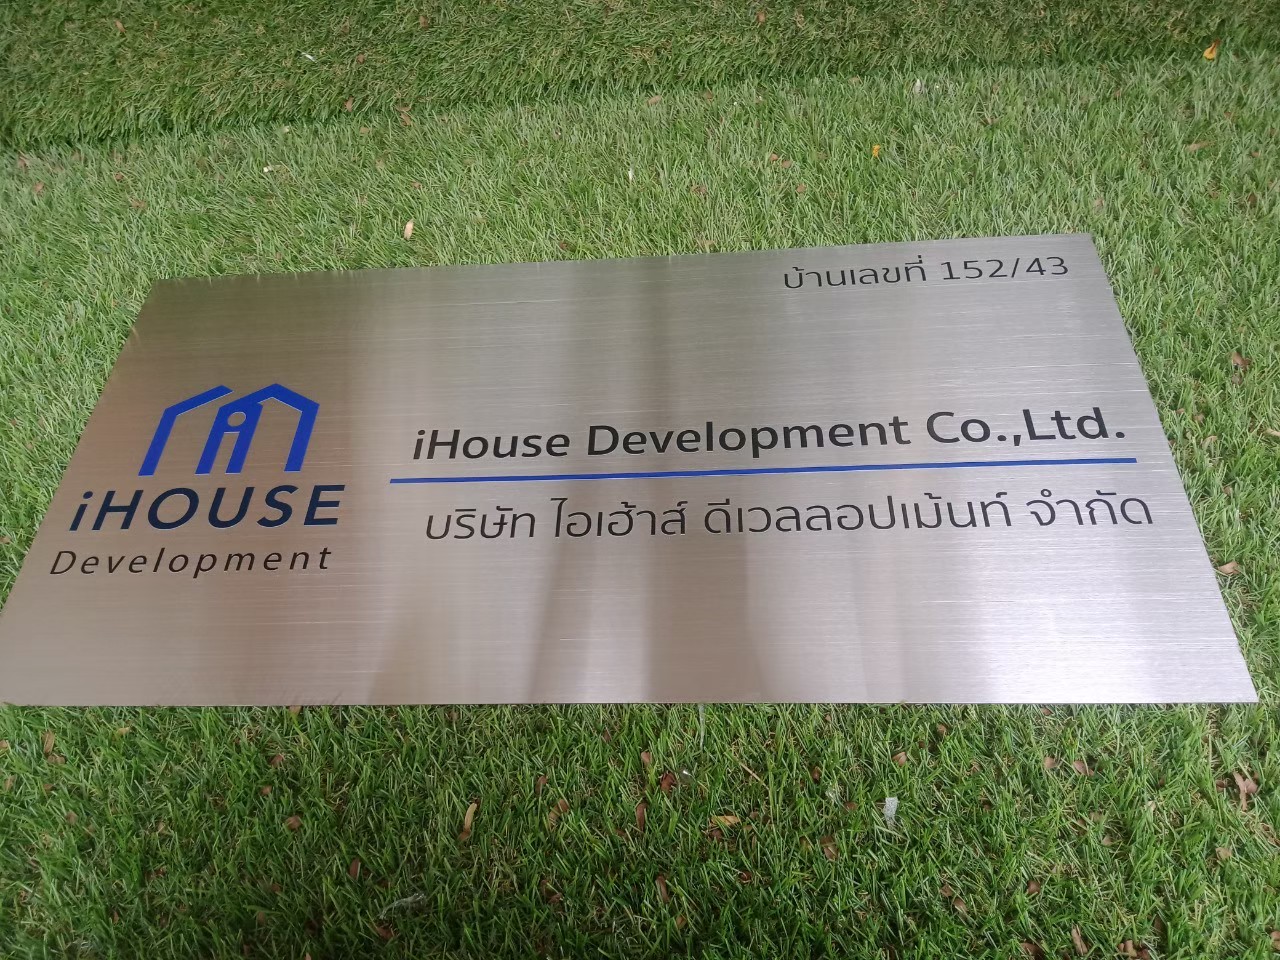 บ้านเลขที่ 152/43
iHOUSE
Development
iHouse Development Co.,Ltd.
บริษัท ไอเฮ้าส์ ดีเวลลอปเม้นท์ จำกัด